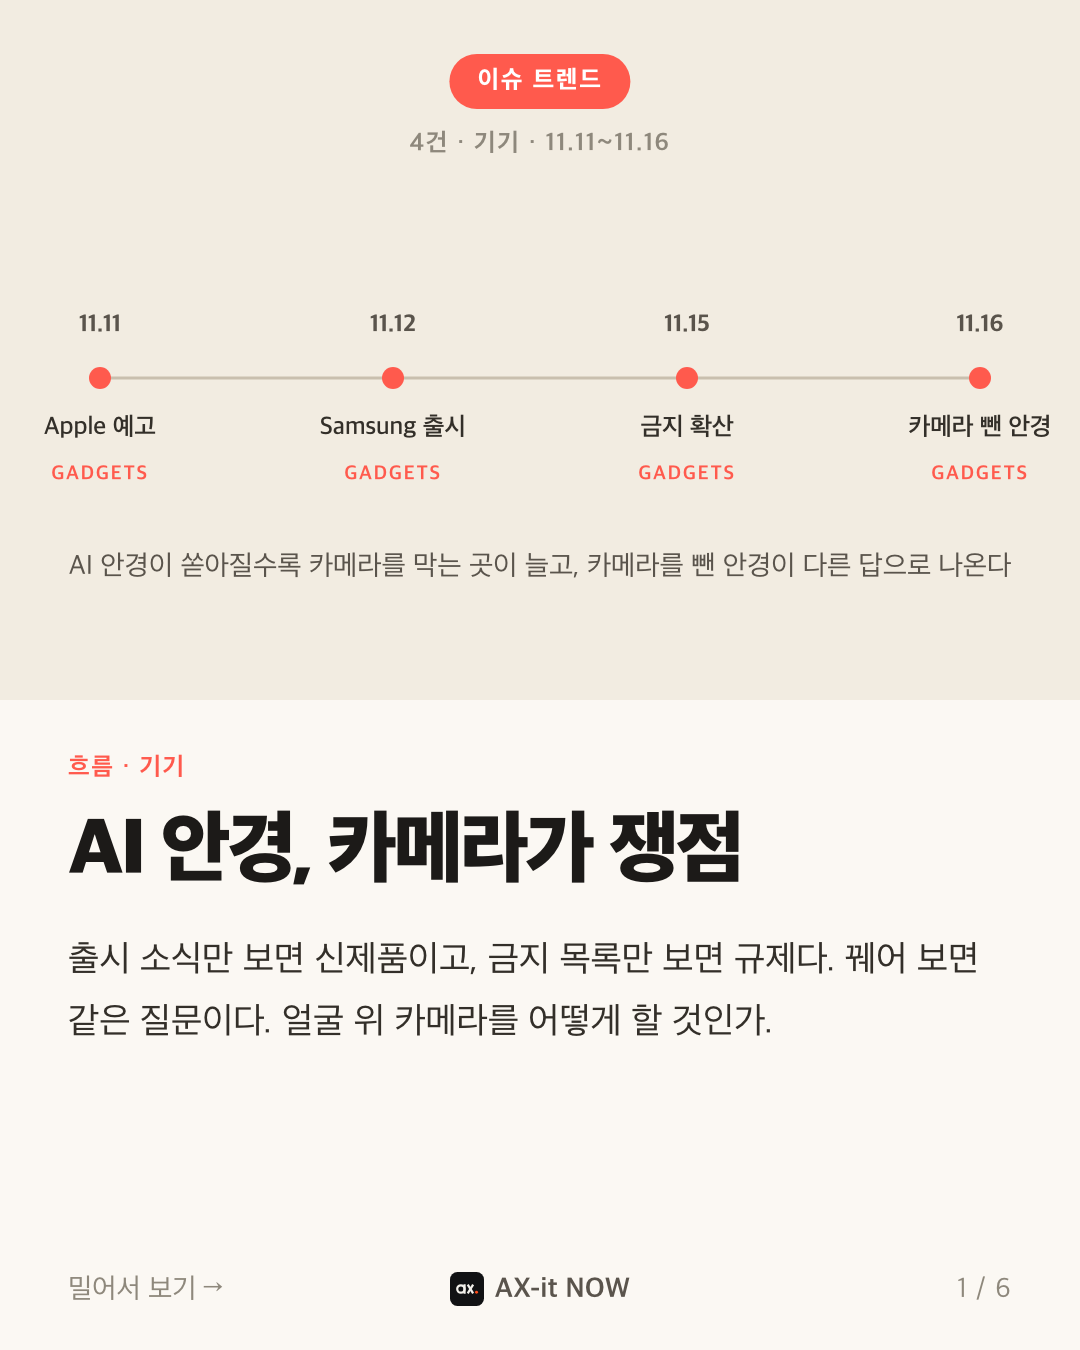 이슈 트렌드
4건 · 기기 · 11.11~11.16
11.11 11.12 11.15 11.16
Apple 예고 Samsung 출시 금지 확산 카메라 뺀 안경
GADGETS GADGETS GADGETS GADGETS
AI 안경이 쏟아질수록 카메라를 막는 곳이 늘고, 카메라를 뺀 안경이 다른 답으로 나온다
흐름 · 기기
AI 안경, 카메라가 쟁점
출시 소식만 보면 신제품이고, 금지 목록만 보면 규제다. 꿰어 보면
같은 질문이다. 얼굴 위 카메라를 어떻게 할 것인가.
밀어서 보기 → ax. AX-it NOW 1 / 6